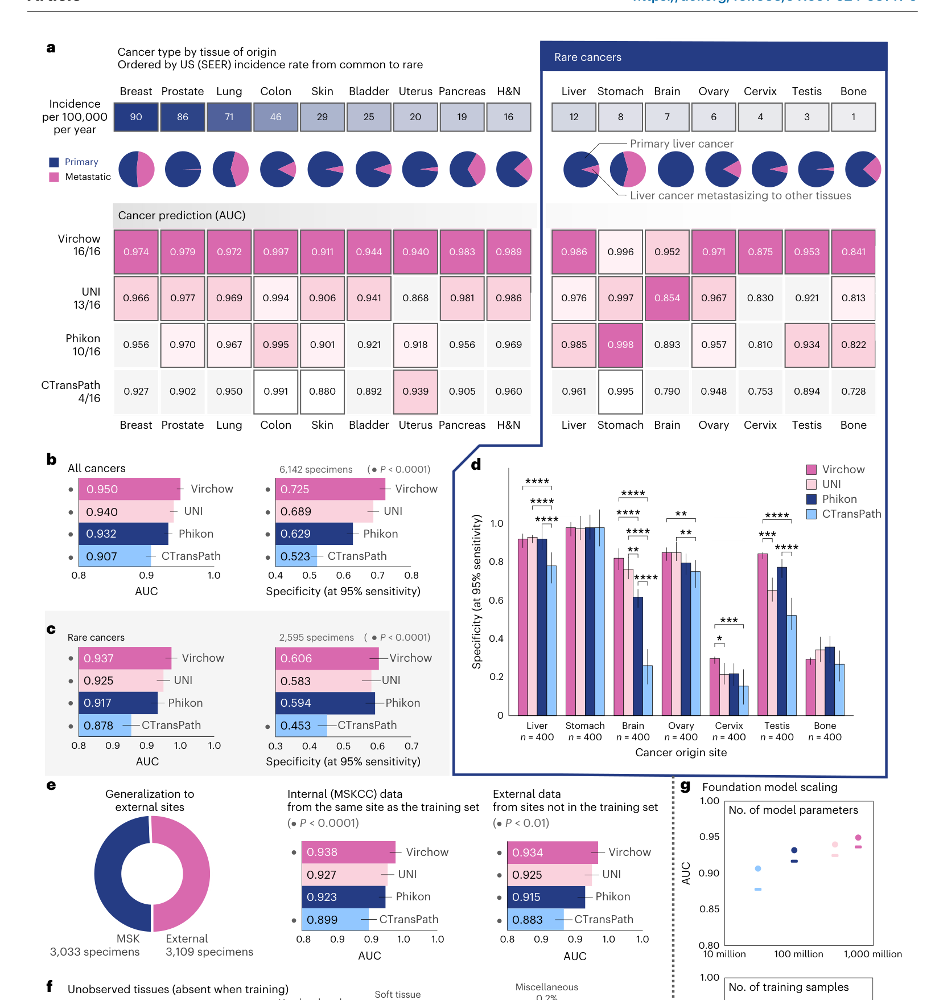 a
Cancer type by tissue of origin
Ordered by US (SEER) incidence rate from common to rare
Rare cancers
Breast Prostate Lung Colon Skin Bladder Uterus Pancreas H&N Liver Stomach Brain Ovary Cervix Testis Bone
Incidence
per 100,000
per year
90 86 71 46 29 25 20 19 16 12 8 7 6 4 3 1
Primary
Metastatic
Primary liver cancer
Liver cancer metastasizing to other tissues
Cancer prediction (AUC)
Virchow
16/16
0.974 0.979 0.972 0.997 0.911 0.944 0.940 0.983 0.989 0.986 0.996 0.952 0.971 0.875 0.953 0.841
UNI
13/16
0.966 0.977 0.969 0.994 0.906 0.941 0.868 0.981 0.986 0.976 0.997 0.854 0.967 0.830 0.921 0.813
Phikon
10/16
0.956 0.970 0.967 0.995 0.901 0.921 0.918 0.956 0.969 0.985 0.998 0.893 0.957 0.810 0.934 0.822
CTransPath
4/16
0.927 0.902 0.950 0.991 0.880 0.892 0.939 0.905 0.960 0.961 0.995 0.790 0.948 0.753 0.894 0.728
Breast Prostate Lung Colon Skin Bladder Uterus Pancreas H&N Liver Stomach Brain Ovary Cervix Testis Bone
b
All cancers
0.950 Virchow
0.940 UNI
0.932 Phikon
0.907 CTransPath
0.8 0.9 1.0
AUC
6,142 specimens (● P < 0.0001)
0.725 Virchow
0.689 UNI
0.629 Phikon
0.523 CTransPath
0.4 0.5 0.6 0.7 0.8
Specificity (at 95% sensitivity)
c
Rare cancers
0.937 Virchow
0.925 UNI
0.917 Phikon
0.878 CTransPath
0.8 0.9 0.9 1.0 1.0
AUC
2,595 specimens (● P < 0.0001)
0.606 Virchow
0.583 UNI
0.594 Phikon
0.453 CTransPath
0.3 0.4 0.5 0.6 0.7
Specificity (at 95% sensitivity)
d
Virchow
UNI
Phikon
CTransPath
Specificity (at 95% sensitivity)
1.0
0.8
0.6
0.4
0.2
0
****
****
****
****
****
****
**
****
**
**
***
*
****
***
****
Liver Stomach Brain Ovary Cervix Testis Bone
n = 400 n = 400 n = 400 n = 400 n = 400 n = 400 n = 400
Cancer origin site
e
Generalization to
external sites
MSK
3,033 specimens
External
3,109 specimens
Internal (MSKCC) data
from the same site as the training set
(● P < 0.0001)
0.938 Virchow
0.927 UNI
0.923 Phikon
0.899 CTransPath
0.8 0.9 0.9 1.0 1.0
AUC
External data
from sites not in the training set
(● P < 0.01)
0.934 Virchow
0.925 UNI
0.915 Phikon
0.883 CTransPath
0.8 0.9 0.9 1.0 1.0
AUC
g
Foundation model scaling
No. of model parameters
AUC
1.00
0.95
0.90
0.85
0.80
10 million 100 million 1,000 million
1.00
No. of training samples
f
Unobserved tissues (absent when training)
Soft tissue
Miscellaneous
0.2%